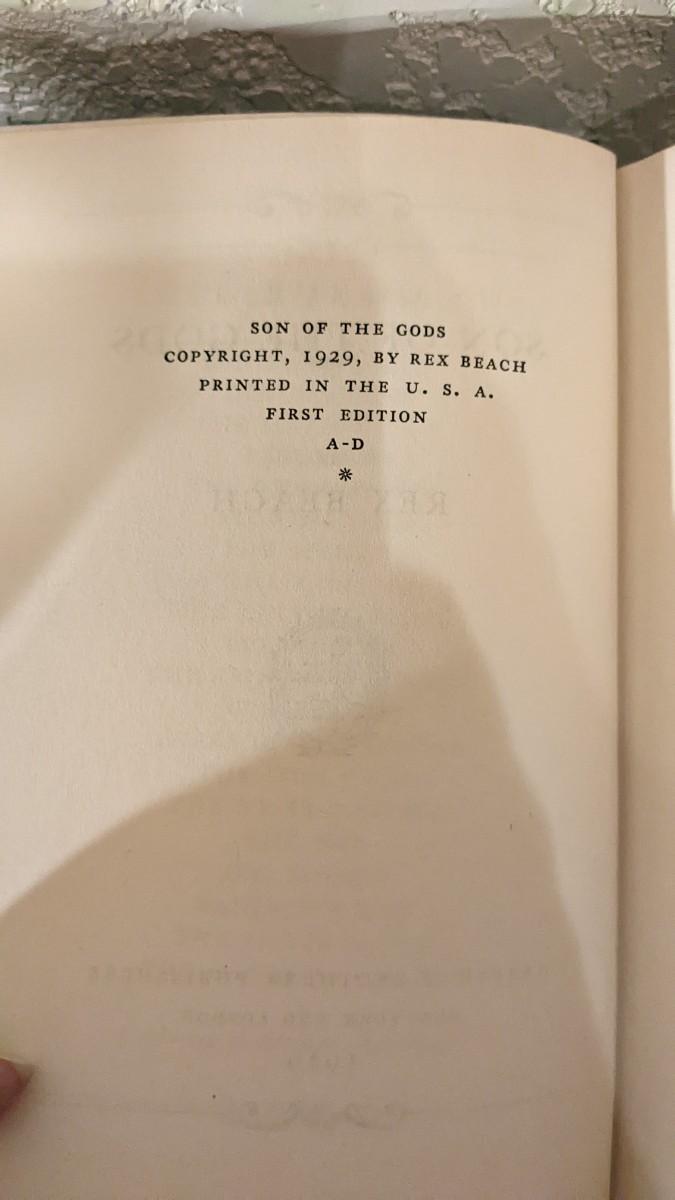 SON OF THE GODS
COPYRIGHT, 1929, BY REX BEACH
PRINTED IN THE U. S. A.
FIRST EDITION
A-D